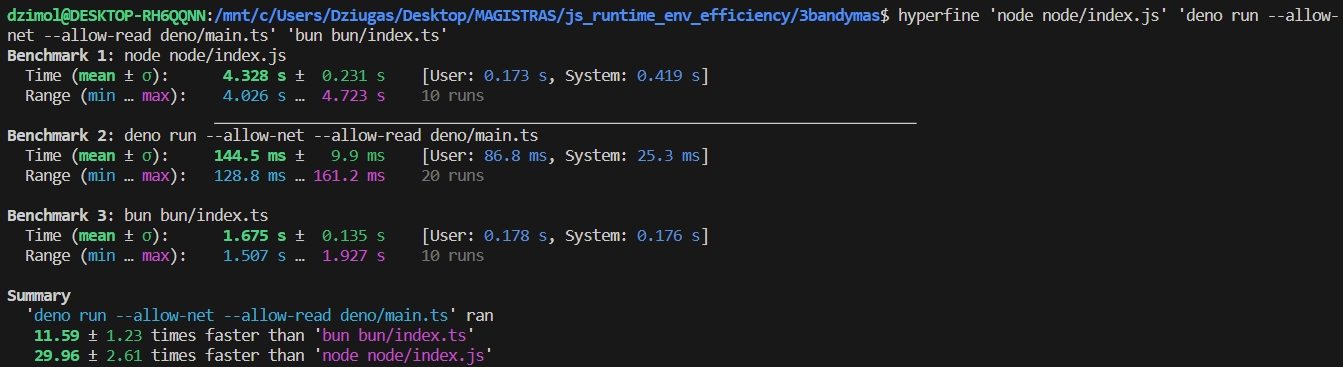 dzimol@DESKTOP-RH6QQNN:/mnt/c/Users/Dziugas/Desktop/MAGISTRAS/js_runtime_env_efficiency/3bandymas$ hyperfine 'node node/index.js' 'deno run --allow-
net --allow-read deno/main.ts' 'bun bun/index.ts'
Benchmark 1: node node/index.js
  Time (mean ± σ):      4.328 s ±  0.231 s    [User: 0.173 s, System: 0.419 s]
  Range (min … max):    4.026 s …  4.723 s    10 runs
Benchmark 2: deno run --allow-net --allow-read deno/main.ts
  Time (mean ± σ):     144.5 ms ±   9.9 ms    [User: 86.8 ms, System: 25.3 ms]
  Range (min … max):   128.8 ms … 161.2 ms    20 runs
Benchmark 3: bun bun/index.ts
  Time (mean ± σ):      1.675 s ±  0.135 s    [User: 0.178 s, System: 0.176 s]
  Range (min … max):    1.507 s …  1.927 s    10 runs
Summary
  'deno run --allow-net --allow-read deno/main.ts' ran
   11.59 ± 1.23 times faster than 'bun bun/index.ts'
   29.96 ± 2.61 times faster than 'node node/index.js'